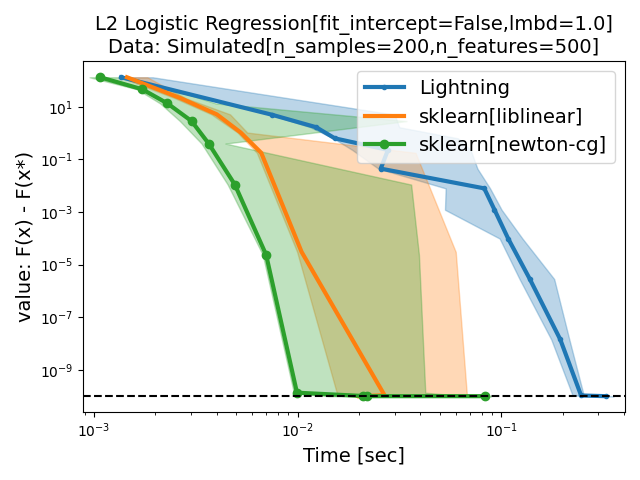 L2 Logistic Regression[fit_intercept=False,lmbd=1.0]
Data: Simulated[n_samples=200,n_features=500]
value: F(x) - F(x*)
10¹
10⁻¹
10⁻³
10⁻⁵
10⁻⁷
10⁻⁹
Lightning
sklearn[liblinear]
sklearn[newton-cg]
10⁻³
10⁻²
10⁻¹
Time [sec]